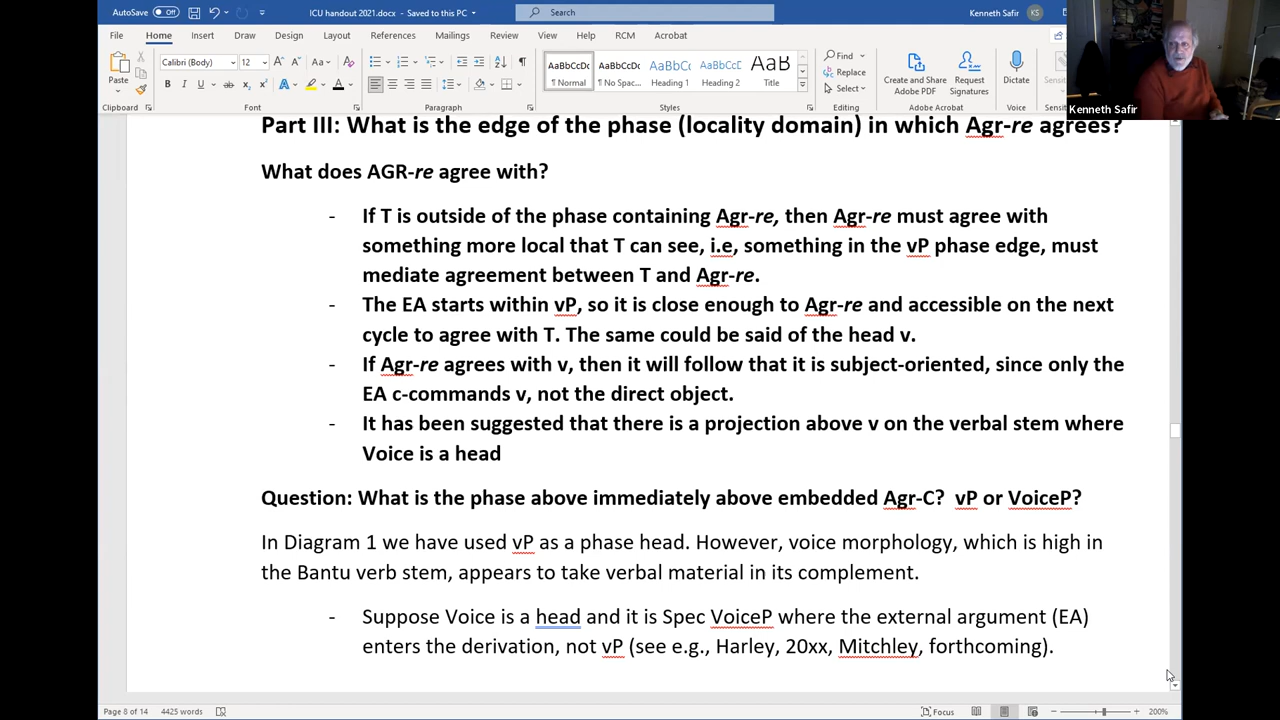 AutoSave Off ICU handout 2021.docx - Saved to this PC Search Kenneth Safir KS
File Home Insert Draw Design Layout References Mailings Review View Help RCM Acrobat
Paste Calibri (Body) 12 Find Replace Select Create and Share Adobe PDF Request Signatures Dictate
AaBbCcDc AaBbCcDc AaBbCcC AaBbCcD AaB
¶ Normal ¶ No Spac... Heading 1 Heading 2 Title
Clipboard Font Paragraph Styles Editing Adobe Acrobat Voice
Kenneth Safir
Part III: What is the edge of the phase (locality domain) in which Agr-re agrees?
What does AGR-re agree with?
- If T is outside of the phase containing Agr-re, then Agr-re must agree with
something more local that T can see, i.e, something in the vP phase edge, must
mediate agreement between T and Agr-re.
- The EA starts within vP, so it is close enough to Agr-re and accessible on the next
cycle to agree with T. The same could be said of the head v.
- If Agr-re agrees with v, then it will follow that it is subject-oriented, since only the
EA c-commands v, not the direct object.
- It has been suggested that there is a projection above v on the verbal stem where
Voice is a head
Question: What is the phase above immediately above embedded Agr-C? vP or VoiceP?
In Diagram 1 we have used vP as a phase head. However, voice morphology, which is high in
the Bantu verb stem, appears to take verbal material in its complement.
- Suppose Voice is a head and it is Spec VoiceP where the external argument (EA)
enters the derivation, not vP (see e.g., Harley, 20xx, Mitchley, forthcoming).
Page 8 of 14 4425 words Focus 200%